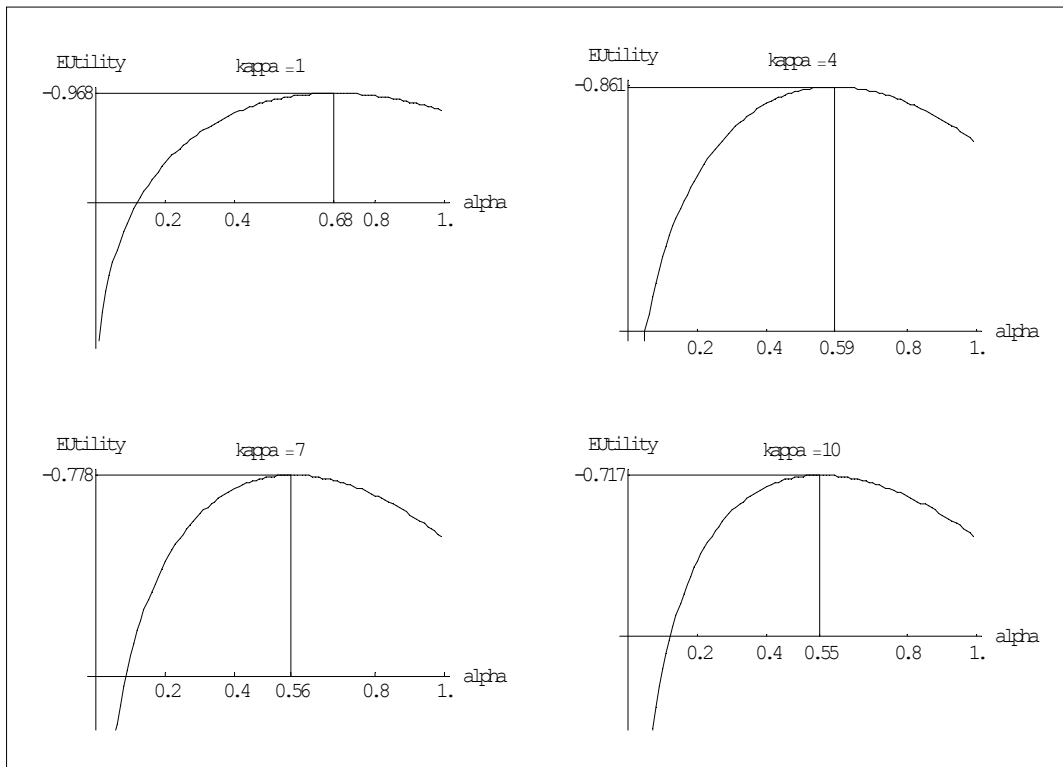 EUtility
kappa =1
-0.968
alpha
0.2 0.4 0.68 0.8 1.
EUtility
kappa =4
-0.861
alpha
0.2 0.4 0.59 0.8 1.
EUtility
kappa =7
-0.778
alpha
0.2 0.4 0.56 0.8 1.
EUtility
kappa =10
-0.717
alpha
0.2 0.4 0.55 0.8 1.